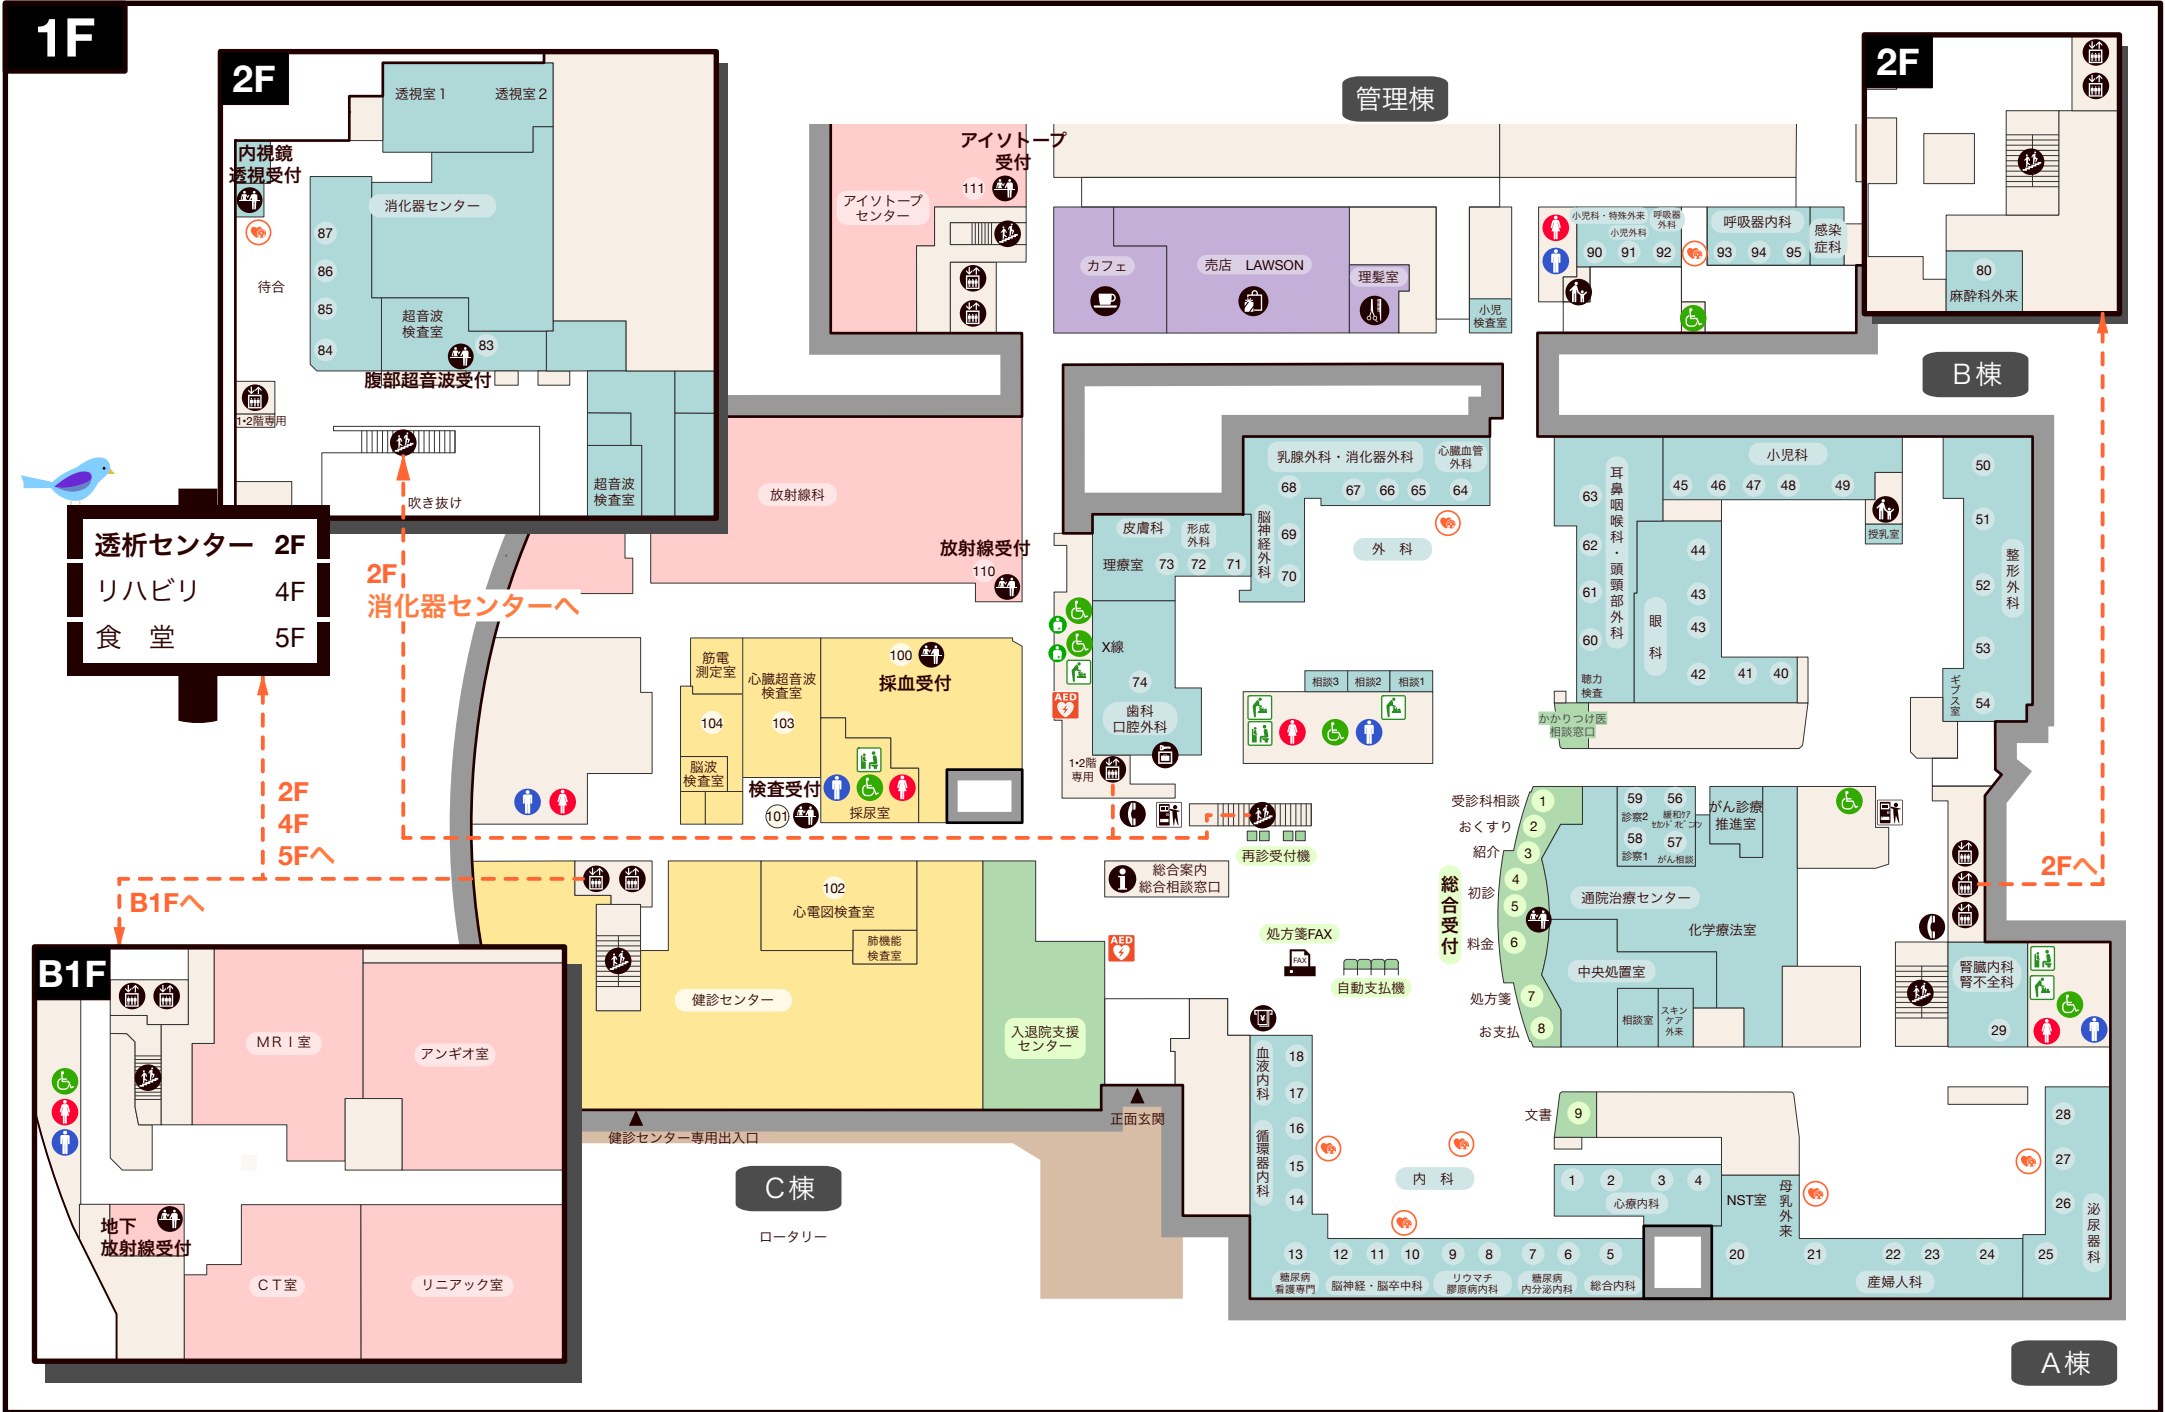 1F
2F
透視室1
透視室2
内視鏡
透視受付
消化器センター
87
86
85
84
待合
超音波
検査室
83
腹部超音波受付
1•2階専用
吹き抜け
超音波
検査室
透析センター 2F
リハビリ 4F
食 堂 5F
2F
消化器センターへ
2F
4F
5Fへ
B1Fへ
B1F
MRI室
アンギオ室
地下
放射線受付
CT室
リニアック室
管理棟
アイソトープ
受付
111
アイソトープ
センター
カフェ
売店 LAWSON
理髪室
小児
検査室
小児科・特殊外来
小児外科
呼吸器
外科
90
91
92
呼吸器内科
93
94
95
感染
症科
2F
80
麻酔科外来
B棟
放射線科
放射線受付
110
筋電
測定室
心臓超音波
検査室
104
103
脳波
検査室
100
採血受付
検査受付
101
採尿室
102
心電図検査室
肺機能
検査室
健診センター
入退院支援
センター
健診センター専用出入口
正面玄関
C棟
ロータリー
乳腺外科・消化器外科
心臓血管
外科
68
67
66
65
64
脳神経外科
69
70
皮膚科
形成
外科
理療室
73
72
71
外 科
X線
74
歯科
口腔外科
AED
1•2階
専用
相談3
相談2
相談1
再診受付機
総合案内
総合相談窓口
AED
処方箋FAX
FAX
自動支払機
総合受付
受診科相談
1
おくすり
2
紹介
3
初診
4
5
料金
6
処方箋
7
お支払
8
文書
9
耳鼻咽喉科・頭頸部外科
63
62
61
60
聴力
検査
かかりつけ医
相談窓口
小児科
45
46
47
48
49
授乳室
眼科
44
43
43
42
41
40
50
51
52
53
54
整形外科
ギプス室
59
診察2
58
診察1
56
緩和ケア
セカンドオピニオン
57
がん相談
がん診療
推進室
通院治療センター
化学療法室
中央処置室
相談室
スキン
ケア
外来
2Fへ
腎臓内科
腎不全科
29
血液内科
18
17
循環器内科
16
15
14
内 科
1
2
3
4
心療内科
NST室
母乳外来
13
糖尿病
看護専門
12
11
10
脳神経・脳卒中科
9
8
リウマチ
膠原病内科
7
6
糖尿病
内分泌内科
5
総合内科
20
21
22
23
24
産婦人科
25
26
27
28
泌尿器科
A棟